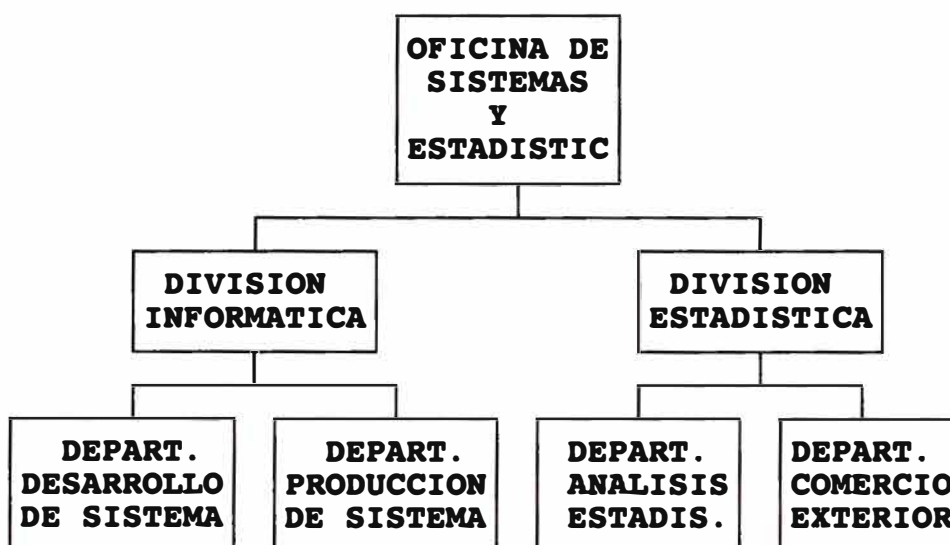 OFICINA DE
SISTEMAS
Y
ESTADISTIC
DIVISION
INFORMATICA
DIVISION
ESTADISTICA
DEPART.
DESARROLLO
DE SISTEMA
DEPART.
PRODUCCION
DE SISTEMA
DEPART.
ANALISIS
ESTADIS.
DEPART.
COMERCIO
EXTERIOR